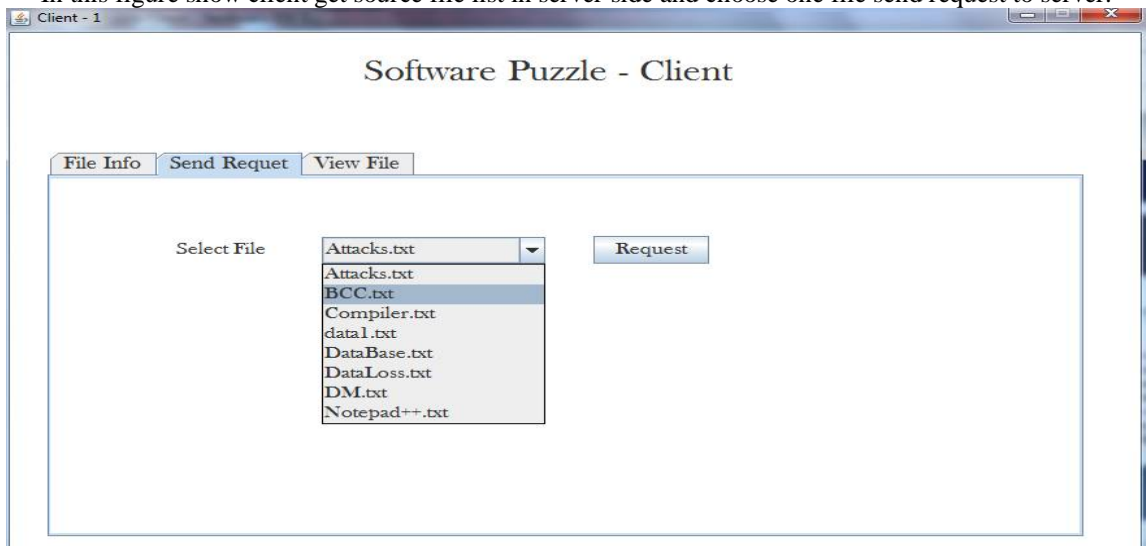 In this figure show client get source file list in server side and choose one file send request to server.
Client - 1
Software Puzzle - Client
File Info Send Requet View File
Select File Attacks.txt Request
Attacks.txt
BCC.txt
Compiler.txt
data1.txt
DataBase.txt
DataLoss.txt
DM.txt
Notepad++.txt